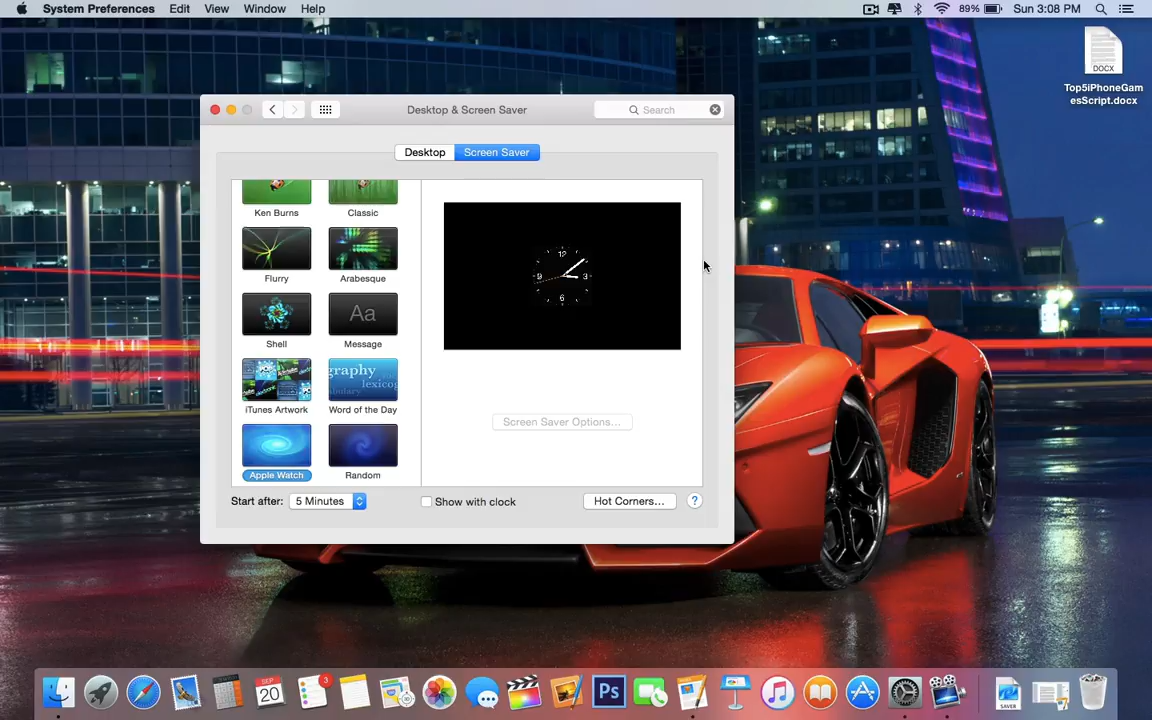 System Preferences Edit View Window Help
89% Sun 3:08 PM
DOCX
Top5iPhoneGam
esScript.docx
Desktop & Screen Saver
Search
Desktop Screen Saver
Ken Burns Classic
Flurry Arabesque
Aa
Shell Message
graphy
lexico
iTunes Artwork Word of the Day
Apple Watch Random
12
9 3
6
Screen Saver Options...
Start after: 5 Minutes
Show with clock
Hot Corners...
?
SEP
20
3
Ps
SAVER